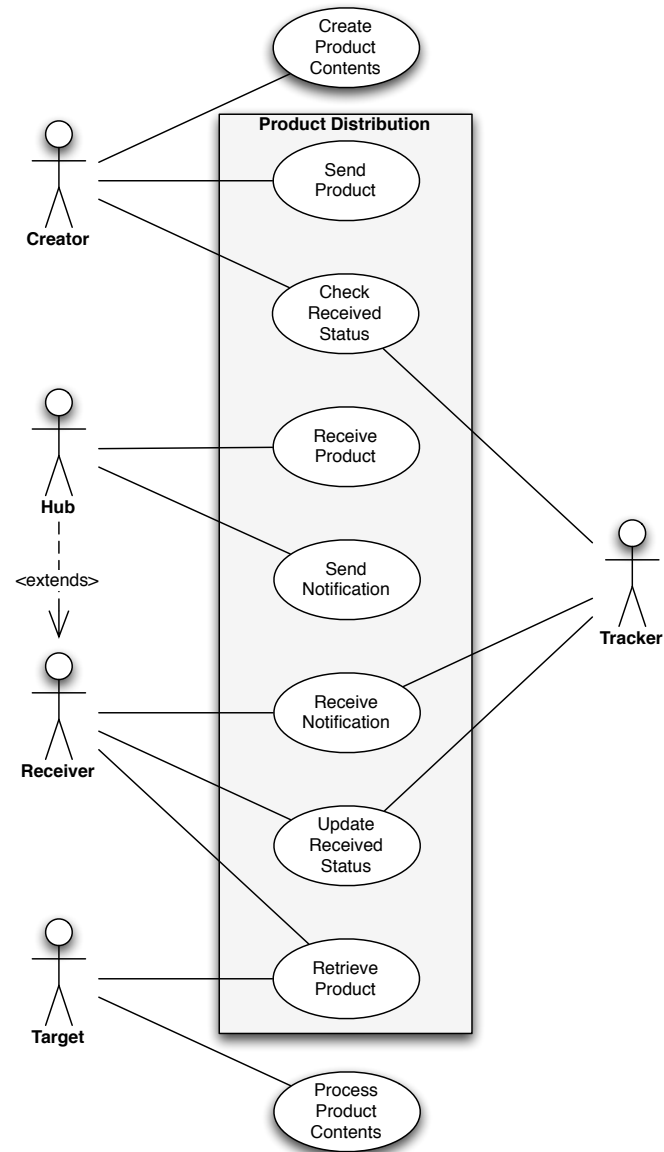 Create
Product
Contents
Product Distribution
Send
Product
Creator
Check
Received
Status
Receive
Product
Hub
Send
Notification
<extends>
Tracker
Receive
Notification
Receiver
Update
Received
Status
Retrieve
Product
Target
Process
Product
Contents